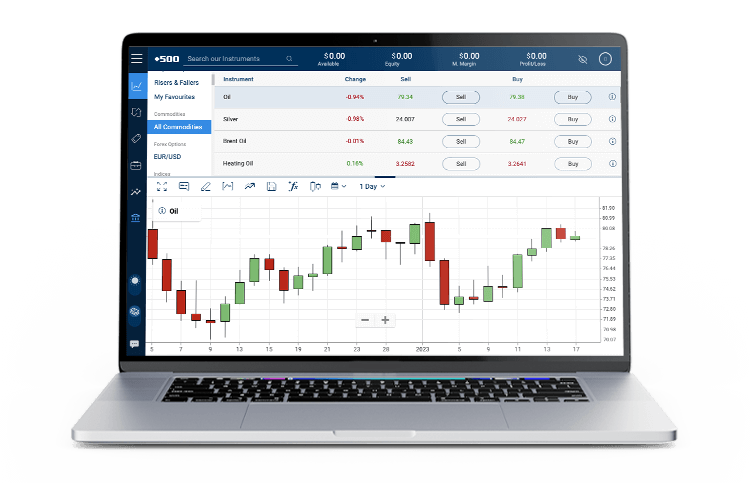 +500 Search our Instruments $0.00 $0.00 $0.00 $0.00
Available Equity M. Margin Profit/Loss
Risers & Fallers Instrument Change Sell Buy
My Favourites Oil -0.94% 79.34 Sell 79.38 Buy
Commodities
All Commodities Silver -0.98% 24.007 Sell 24.027 Buy
Forex Options Brent Oil -0.01% 84.43 Sell 84.47 Buy
EUR/USD Heating Oil 0.16% 3.2582 Sell 3.2641 Buy
Indices
fx 1 Day
Oil
81.90
80.99
80.08
78.26
77.35
76.44
75.53
74.62
73.71
72.80
71.89
70.98
70.07
5 7 9 13 15 19 21 23 28 2023 5 9 11 13 17